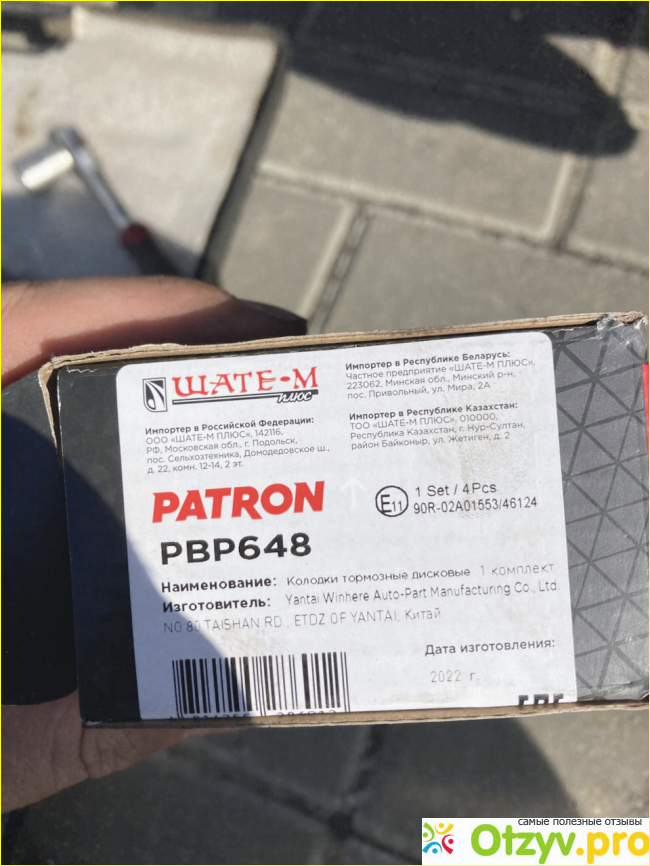 ШАТЕ-М
ПЛЮС
Импортер в Российской Федерации:
ООО «ШАТЕ-М ПЛЮС», 142116,
РФ, Московская обл., г. Подольск,
пос. Сельхозтехника, Домодедовское ш.,
д. 22, комн. 12-14, 2 эт.
Импортер в Республике Беларусь:
Частное предприятие «ШАТЕ-М ПЛЮС»,
223062, Минская обл., Минский р-н,
пос. Привольный, ул. Мира, 2А
Импортер в Республике Казахстан:
ТОО «ШАТЕ-М ПЛЮС», 010000,
Республика Казахстан, г. Нур-Султан,
район Байконыр, ул. Жетиген, д. 2
PATRON
E11
1 Set / 4Pcs
90R-02A01553/46124
PBP648
Наименование: Колодки тормозные дисковые 1 комплект
Изготовитель: Yantai Winhere Auto-Part Manufacturing Co., Ltd.
NO.80 TAISHAN RD., ETDZ OF YANTAI, Китай
Дата изготовления:
2022 г.
самые полезные отзывы
Otzyv.pro